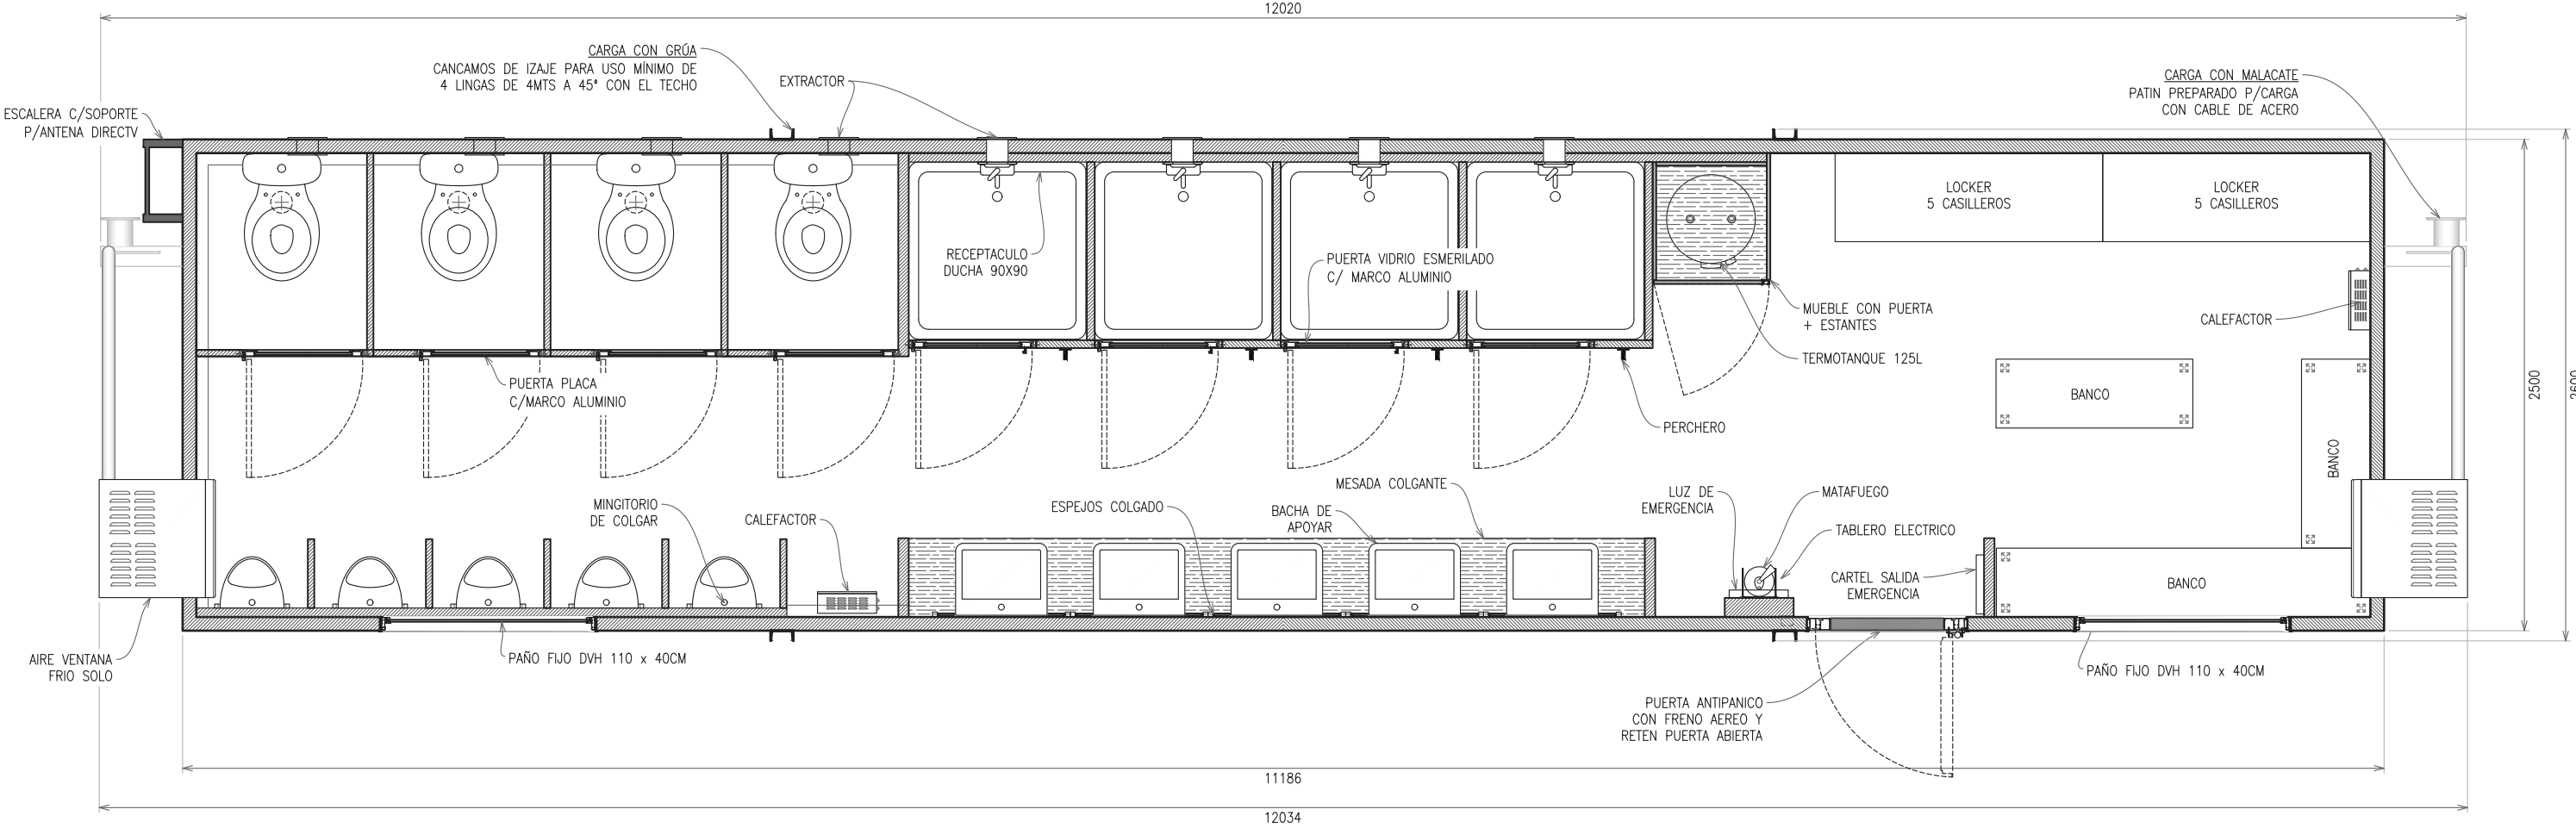 12020
CARGA CON GRÚA
CANCAMOS DE IZAJE PARA USO MÍNIMO DE
4 LINGAS DE 4MTS A 45° CON EL TECHO
EXTRACTOR
CARGA CON MALACATE
PATIN PREPARADO P/CARGA
CON CABLE DE ACERO
ESCALERA C/SOPORTE
P/ANTENA DIRECTV
LOCKER
5 CASILLEROS
LOCKER
5 CASILLEROS
RECEPTACULO
DUCHA 90X90
PUERTA VIDRIO ESMERILADO
C/ MARCO ALUMINIO
MUEBLE CON PUERTA
+ ESTANTES
CALEFACTOR
TERMOTANQUE 125L
PUERTA PLACA
C/MARCO ALUMINIO
BANCO
2500
2600
PERCHERO
BANCO
MINGITORIO
DE COLGAR
CALEFACTOR
ESPEJOS COLGADO
BACHA DE
APOYAR
MESADA COLGANTE
LUZ DE
EMERGENCIA
MATAFUEGO
TABLERO ELECTRICO
CARTEL SALIDA
EMERGENCIA
BANCO
AIRE VENTANA
FRIO SOLO
PAÑO FIJO DVH 110 x 40CM
PAÑO FIJO DVH 110 x 40CM
PUERTA ANTIPANICO
CON FRENO AEREO Y
RETEN PUERTA ABIERTA
11186
12034